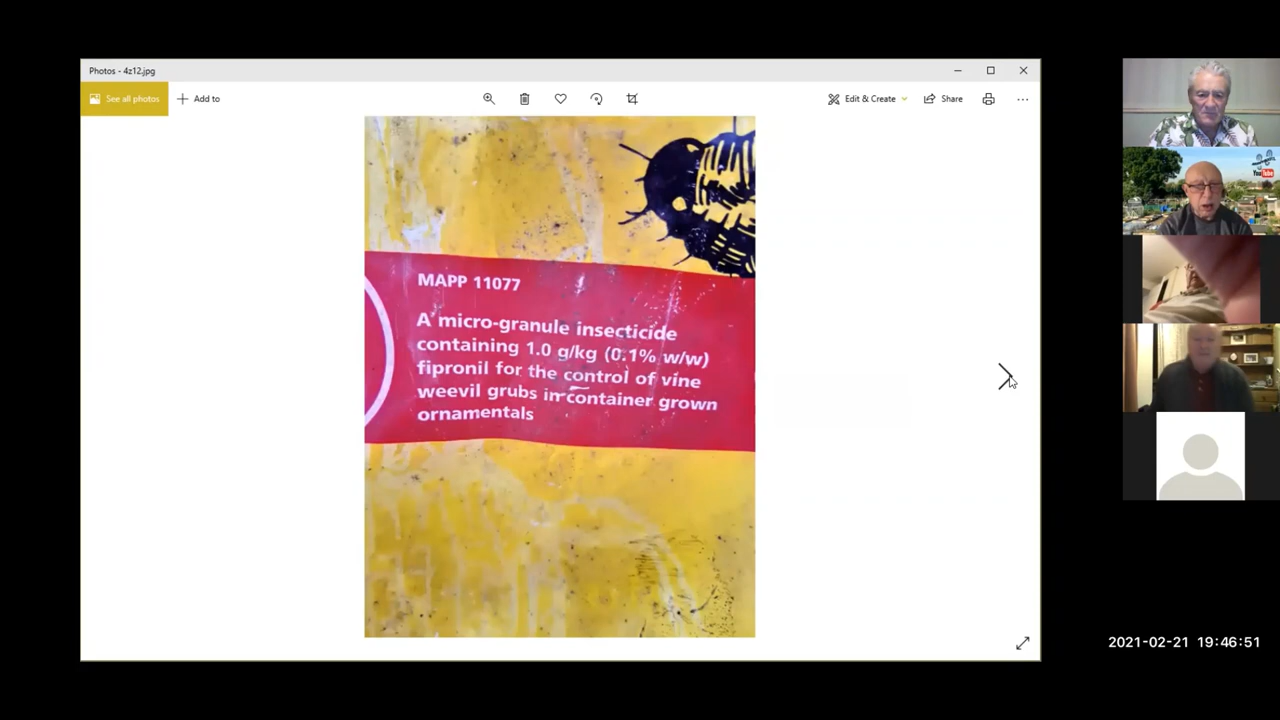 Photos - 4z12.jpg
See all photos
Add to
Edit & Create
Share
MAPP 11077
A micro-granule insecticide
containing 1.0 g/kg (0.1% w/w)
fipronil for the control of vine
weevil grubs in container grown
ornamentals
You Tube
2021-02-21 19:46:51